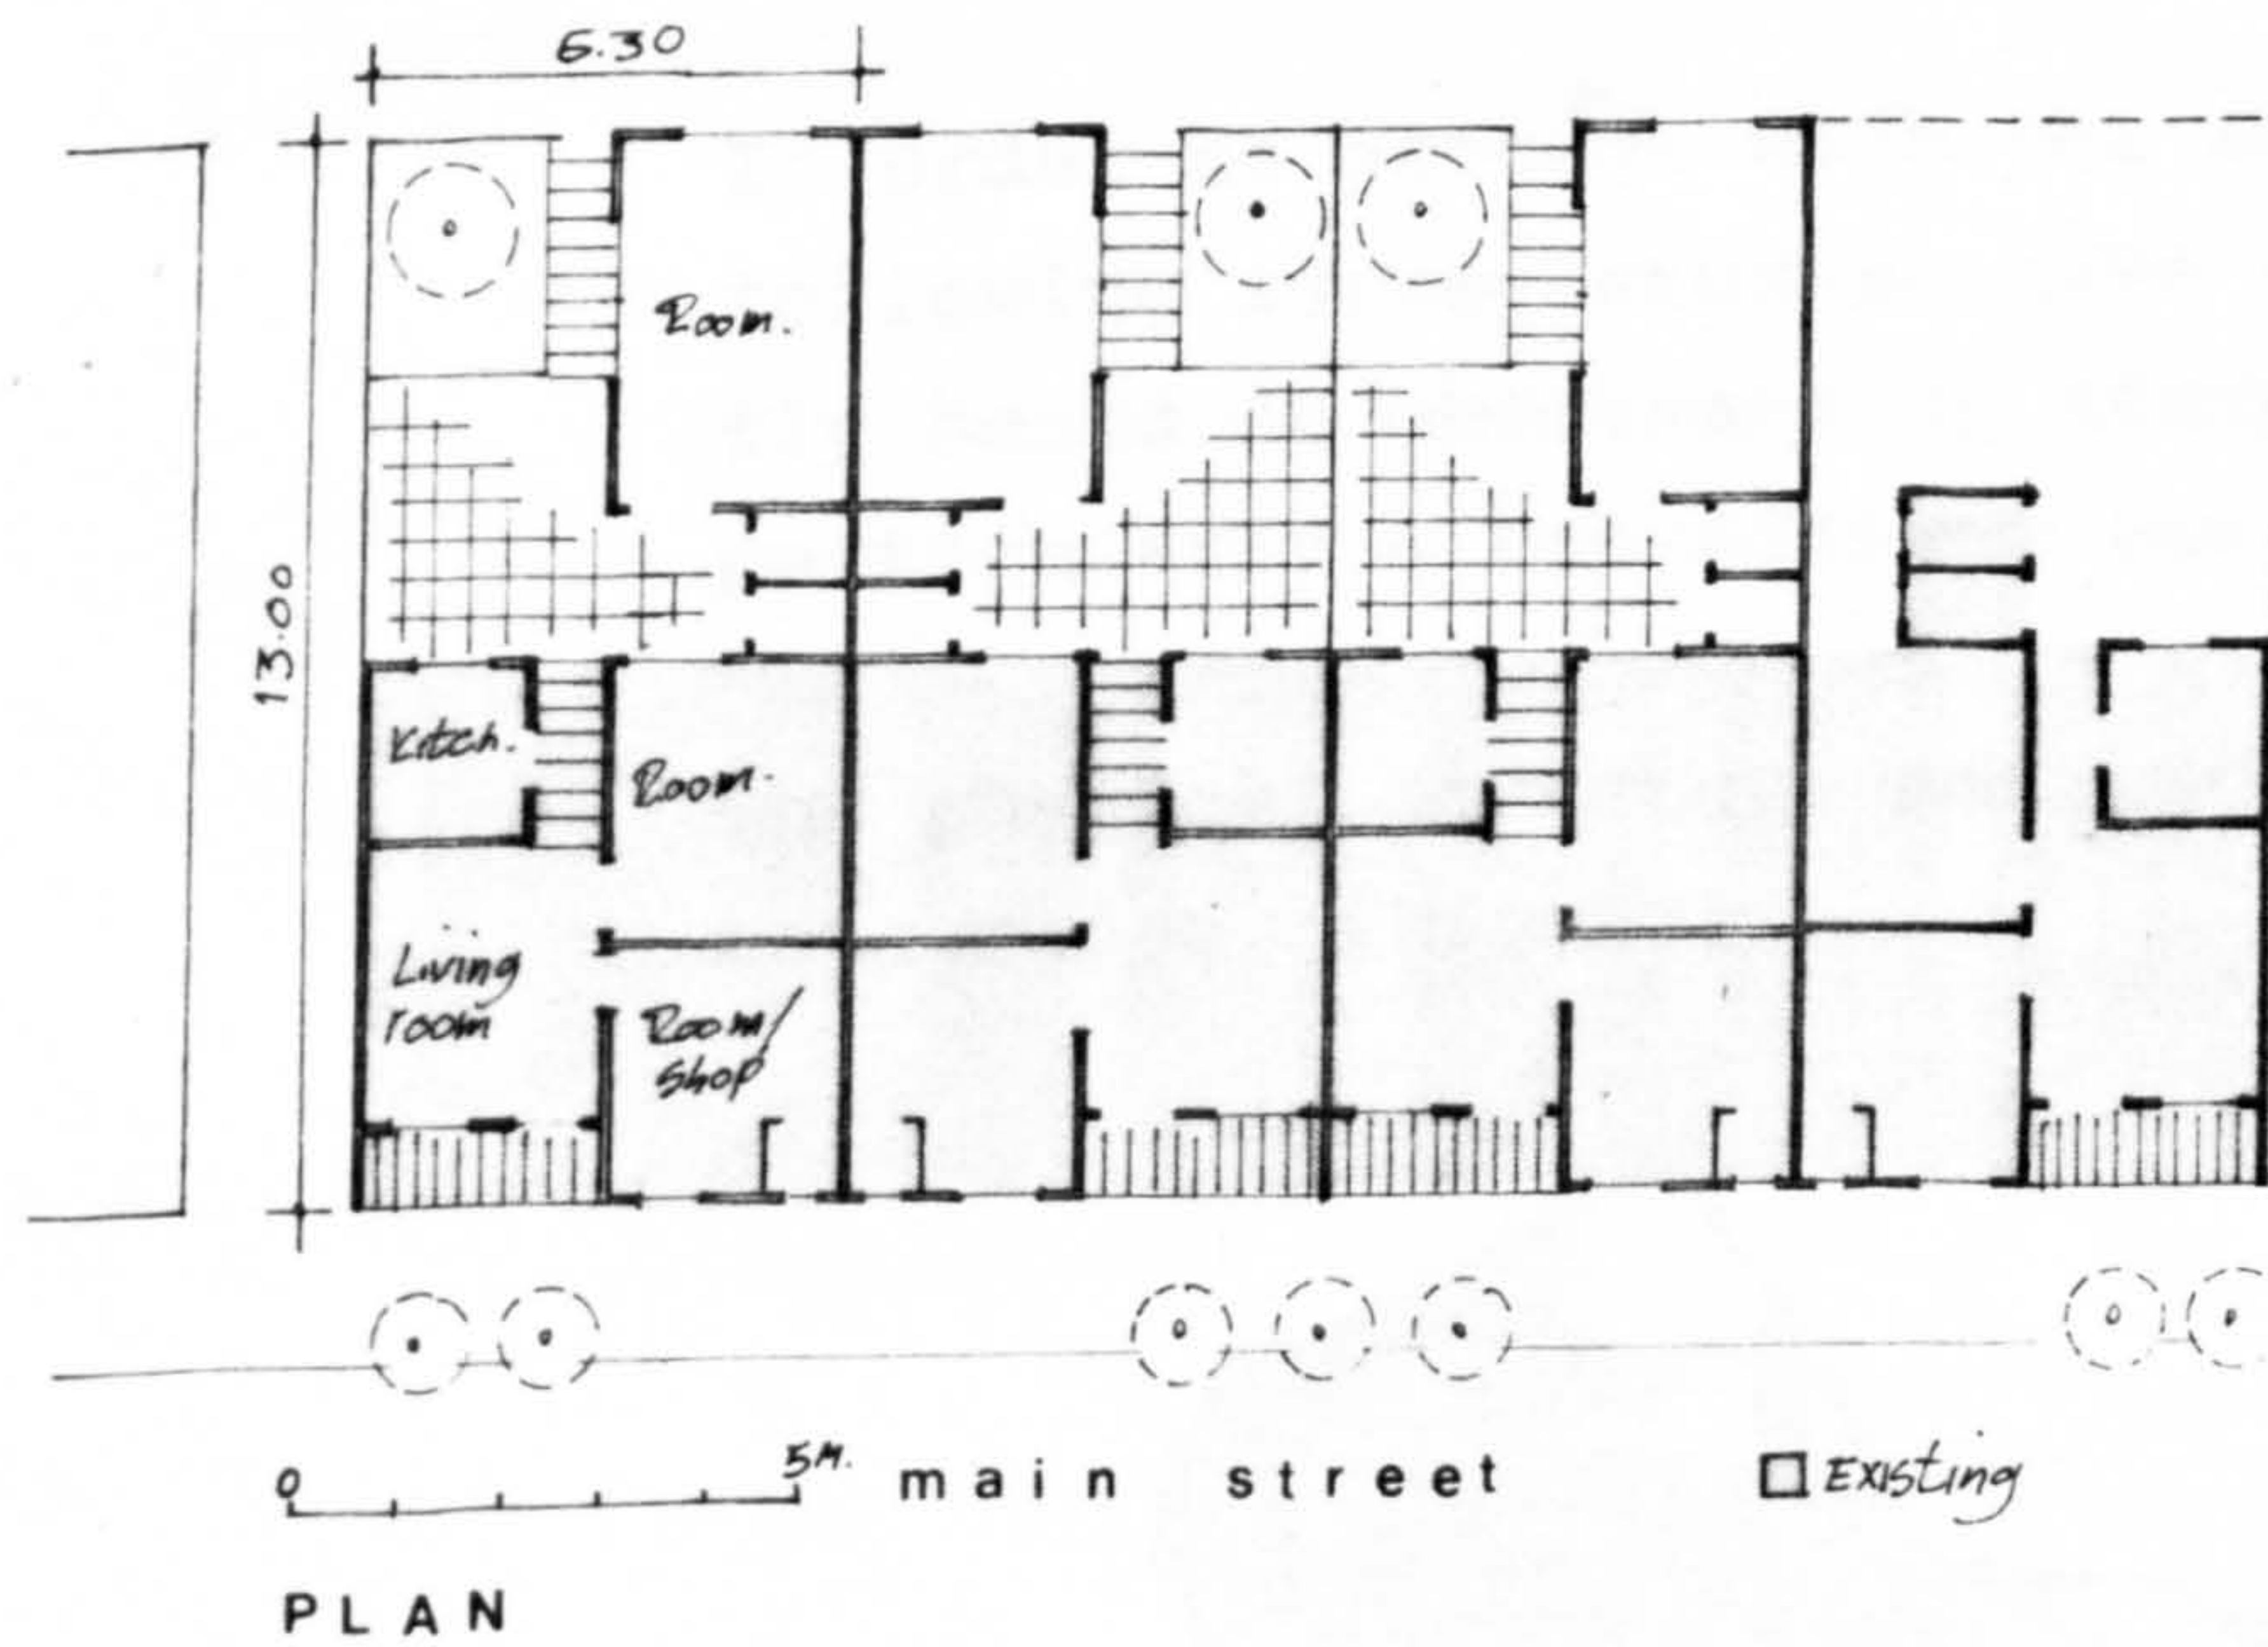 6.30
Room.
13.00
Kitch.
Room.
Living
room
Room/
Shop
0
5M.
main street
Existing
PLAN